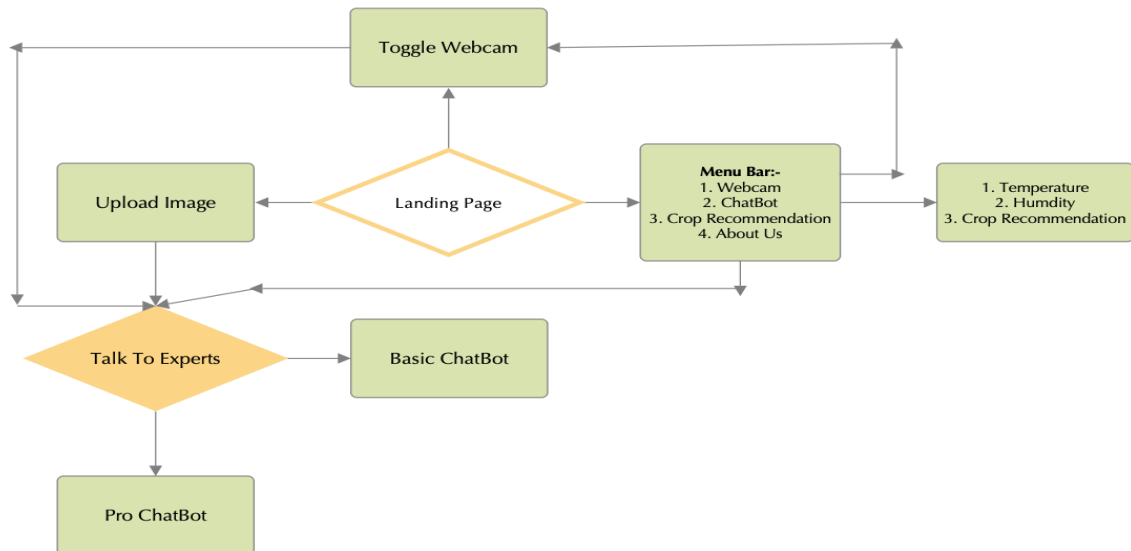 Toggle Webcam
Upload Image
Landing Page
Menu Bar:-
1. Webcam
2. ChatBot
3. Crop Recommendation
4. About Us
1. Temperature
2. Humdity
3. Crop Recommendation
Talk To Experts
Basic ChatBot
Pro ChatBot